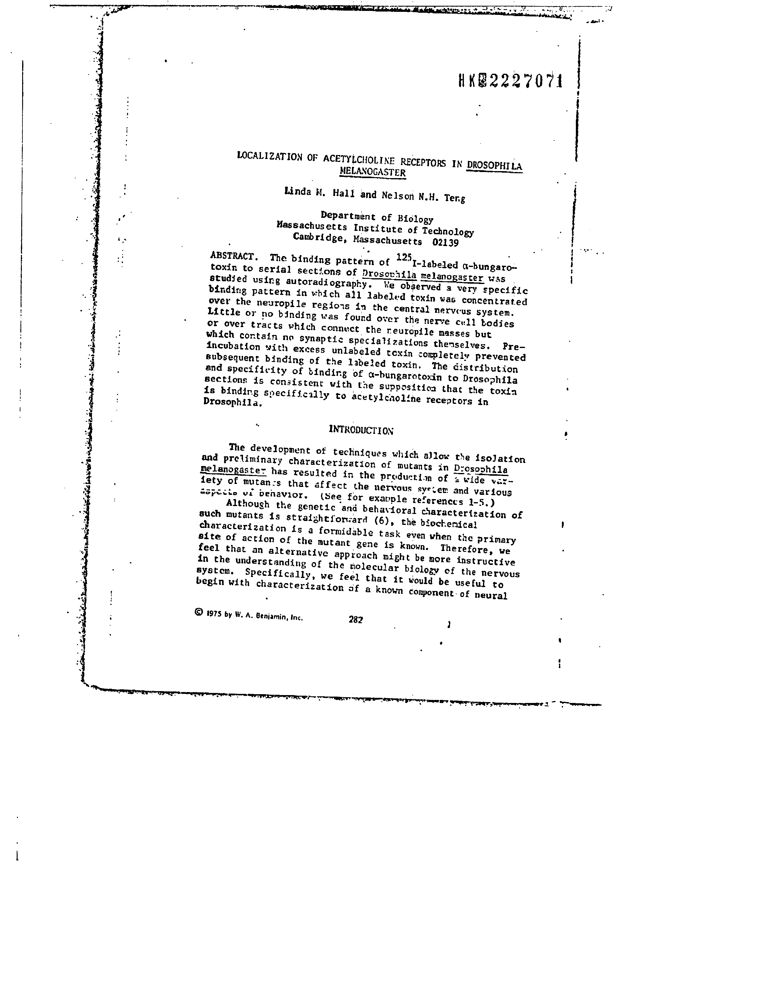 HK02227071
LOCALIZATION OF ACETYLCHOLINE RECEPTORS IN DROSOPHILA
MELANOGASTER
Linda M. Hall and Nelson N.H. Teng
Department of Biology
Massachusetts Institute of Technology
Cambridge, Massachusetts 02139
ABSTRACT. The binding pattern of 125I-labeled α-bungaro-
toxin to serial sections of Drosophila melanogaster was
studied using autoradiography. We observed a very specific
binding pattern in which all labeled toxin was concentrated
over the neuropile regions in the central nervous system.
Little or no binding was found over the nerve cell bodies
or over tracts which connect the neuropile masses but
which contain no synaptic specializations themselves. Pre-
incubation with excess unlabeled toxin completely prevented
subsequent binding of the labeled toxin. The distribution
and specificity of binding of α-bungarotoxin to Drosophila
sections is consistent with the supposition that the toxin
is binding specifically to acetylcholine receptors in
Drosophila.
INTRODUCTION
The development of techniques which allow the isolation
and preliminary characterization of mutants in Drosophila
melanogaster has resulted in the production of a wide var-
iety of mutants that affect the nervous system and various
aspects of behavior. (See for example references 1-5.)
Although the genetic and behavioral characterization of
such mutants is straightforward (6), the biochemical
characterization is a formidable task even when the primary
site of action of the mutant gene is known. Therefore, we
feel that an alternative approach might be more instructive
in the understanding of the molecular biology of the nervous
system. Specifically, we feel that it would be useful to
begin with characterization of a known component of neural
© 1975 by W. A. Benjamin, Inc.
282
1